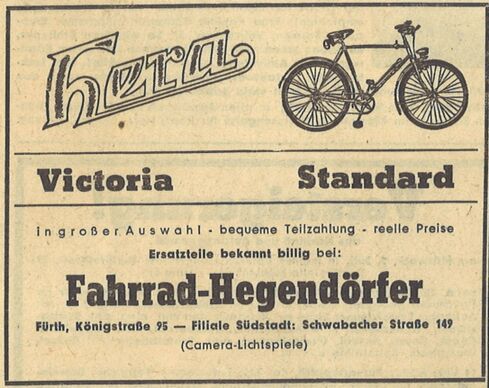 Hera
Victoria Standard
in großer Auswahl - bequeme Teilzahlung - reelle Preise
Ersatzteile bekannt billig bei:
Fahrrad-Hegendörfer
Fürth, Königstraße 95 — Filiale Südstadt: Schwabacher Straße 149
(Camera-Lichtspiele)